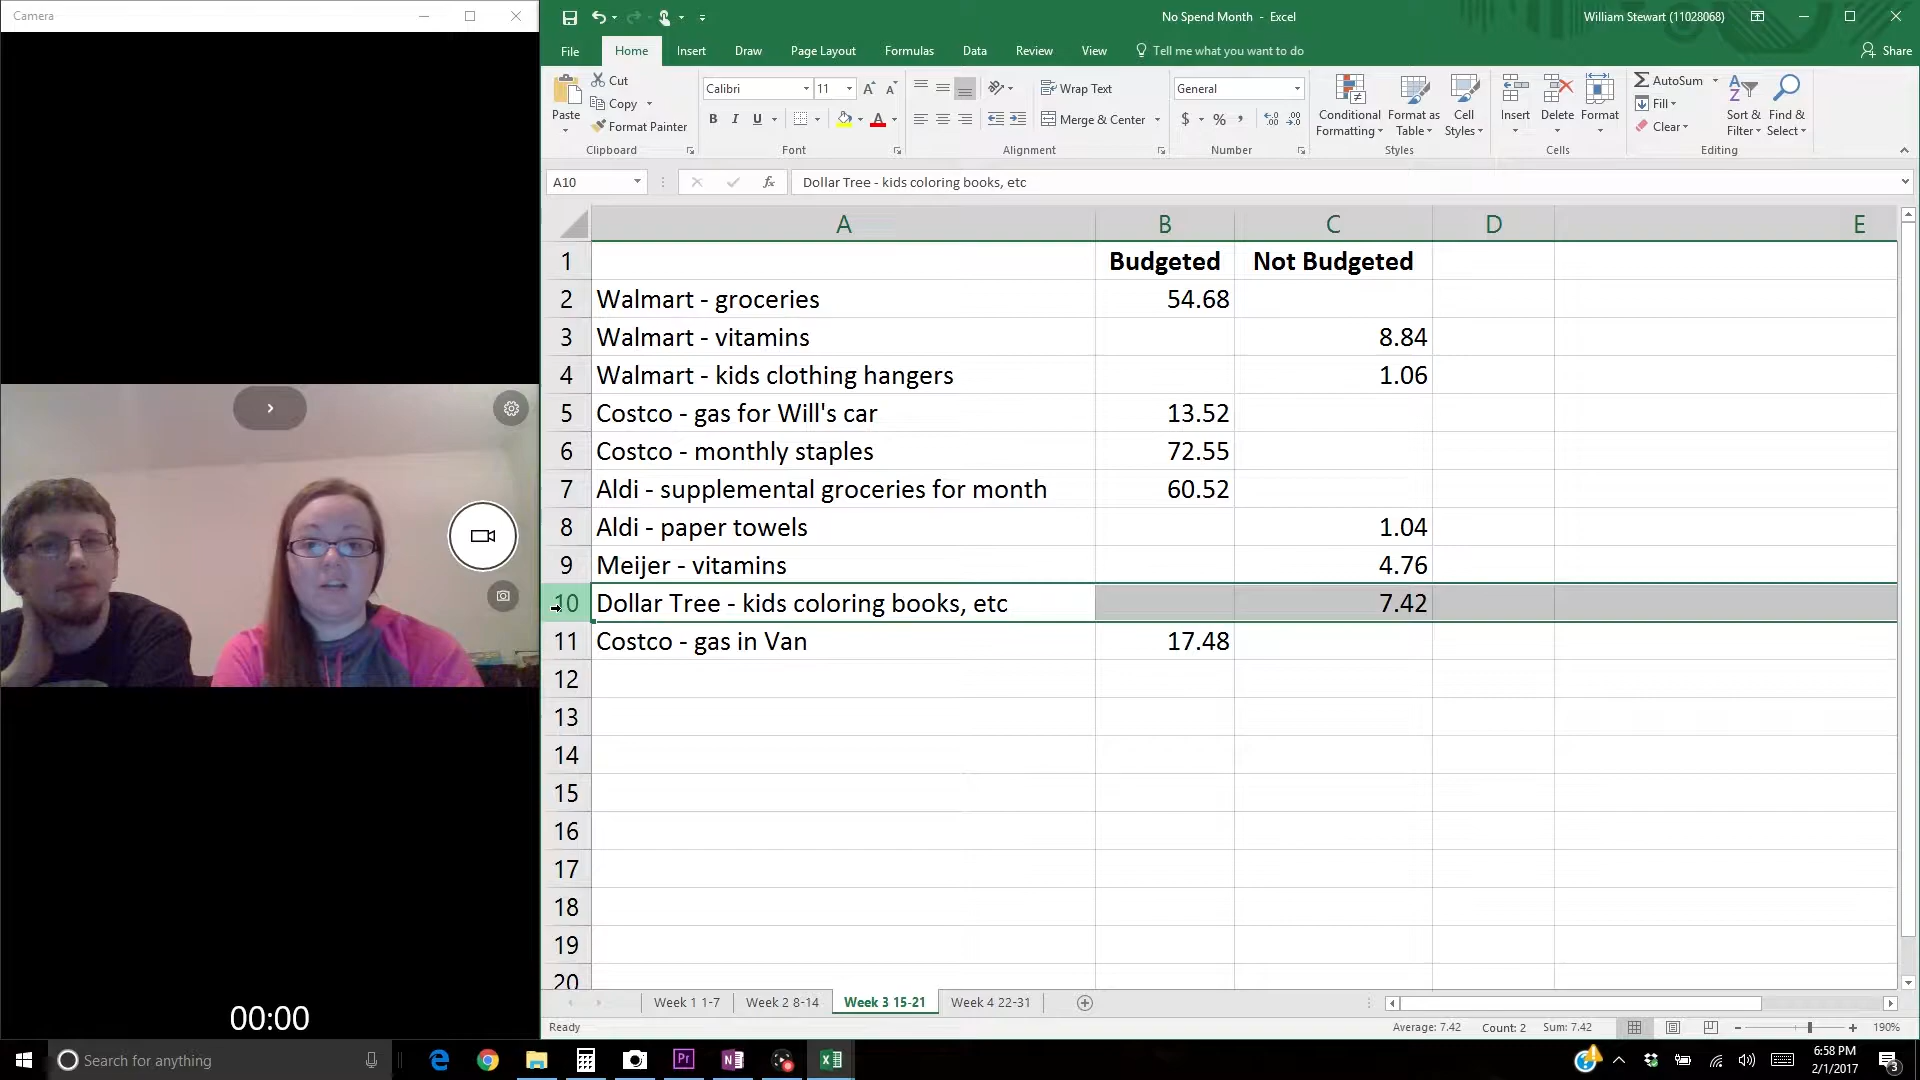 Camera
No Spend Month - Excel
William Stewart (11028068)
File Home Insert Draw Page Layout Formulas Data Review View Tell me what you want to do
Share
Paste
Cut
Copy
Format Painter
Clipboard
Calibri 11 A A
B I U A
Font
Wrap Text
Merge & Center
Alignment
General
$ % ,
Number
Conditional Formatting
Format as Table
Cell Styles
Styles
Insert
Delete
Format
Cells
AutoSum
Fill
Clear
Sort & Filter
Find & Select
Editing
A10 fx Dollar Tree - kids coloring books, etc
A B C D E
1 Budgeted Not Budgeted
2 Walmart - groceries 54.68
3 Walmart - vitamins 8.84
4 Walmart - kids clothing hangers 1.06
5 Costco - gas for Will's car 13.52
6 Costco - monthly staples 72.55
7 Aldi - supplemental groceries for month 60.52
8 Aldi - paper towels 1.04
9 Meijer - vitamins 4.76
10 Dollar Tree - kids coloring books, etc 7.42
11 Costco - gas in Van 17.48
12
13
14
15
16
17
18
19
20
Week 1 1-7 Week 2 8-14 Week 3 15-21 Week 4 22-31
00:00
Ready Average: 7.42 Count: 2 Sum: 7.42 190%
Search for anything
6:58 PM
2/1/2017
3